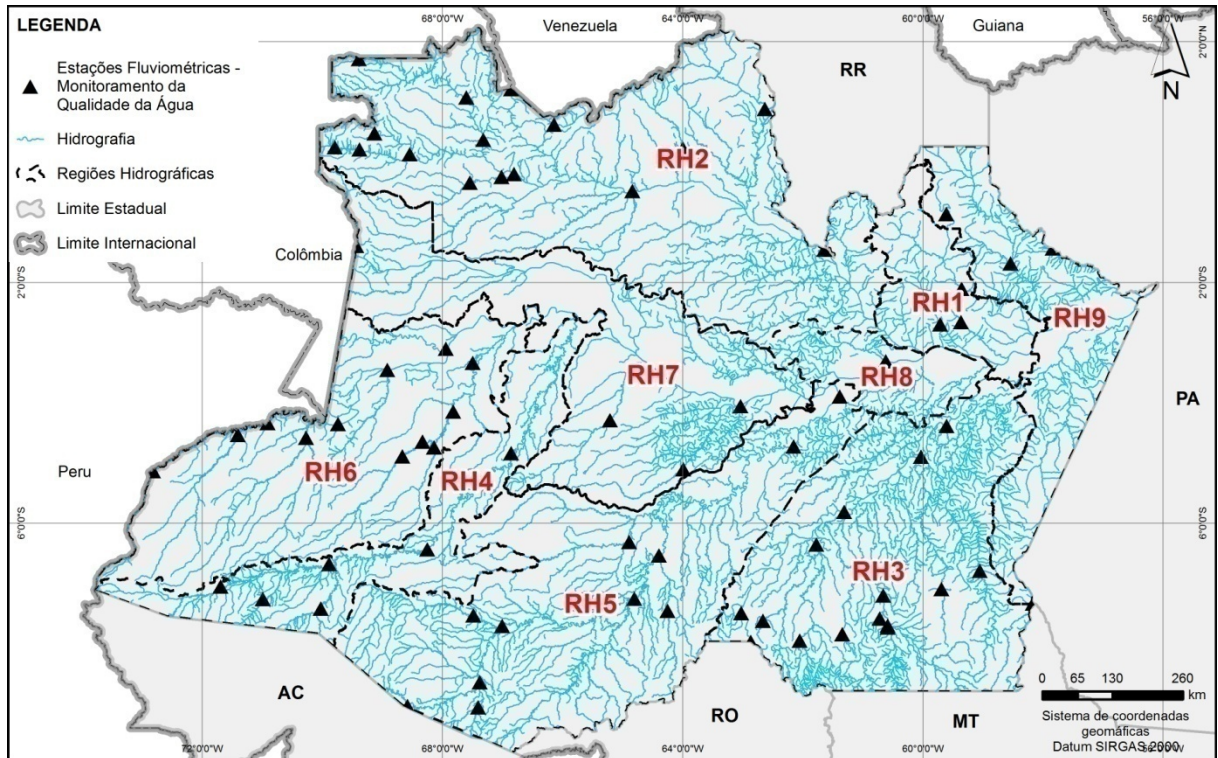 LEGENDA
Estações Fluviométricas -
Monitoramento da
Qualidade da Água
Hidrografia
Regiões Hidrográficas
Limite Estadual
Limite Internacional
68°0'0"W
64°0'0"W
60°0'0"W
56°0'0"W
Venezuela
Guiana
2°0'0"N
N
RR
RH2
Colômbia
2°0'0"S
2°0'0"S
RH1
RH9
RH7
RH8
PA
Peru
RH6
RH4
6°0'0"S
6°0'0"S
RH3
RH5
AC
RO
MT
0 65 130 260
km
Sistema de coordenadas
geomáficas
Datum SIRGAS 2000
72°0'0"W
68°0'0"W
64°0'0"W
60°0'0"W
56°0'0"W